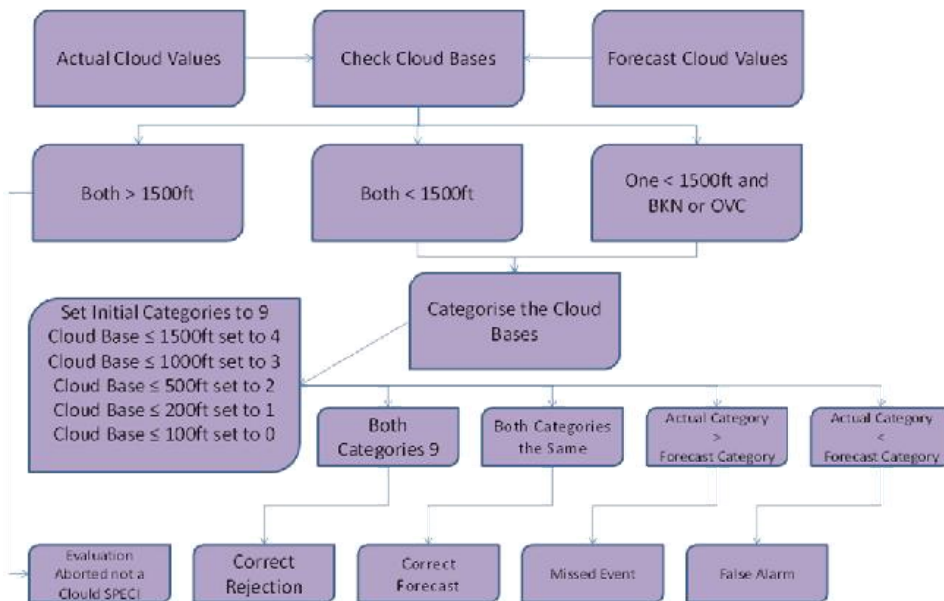 Actual Cloud Values
Check Cloud Bases
Forecast Cloud Values
Both > 1500ft
Both < 1500ft
One < 1500ft and
BKN or OVC
Set Initial Categories to 9
Cloud Base ≤ 1500ft set to 4
Cloud Base ≤ 1000ft set to 3
Cloud Base ≤ 500ft set to 2
Cloud Base ≤ 200ft set to 1
Cloud Base ≤ 100ft set to 0
Categorise the Cloud
Bases
Both
Categories 9
Both Categories
the Same
Actual Category
>
Forecast Category
Actual Category
<
Forecast Category
Evaluation
Aborted not a
Clould SPECI
Correct
Rejection
Correct
Forecast
Missed Event
False Alarm